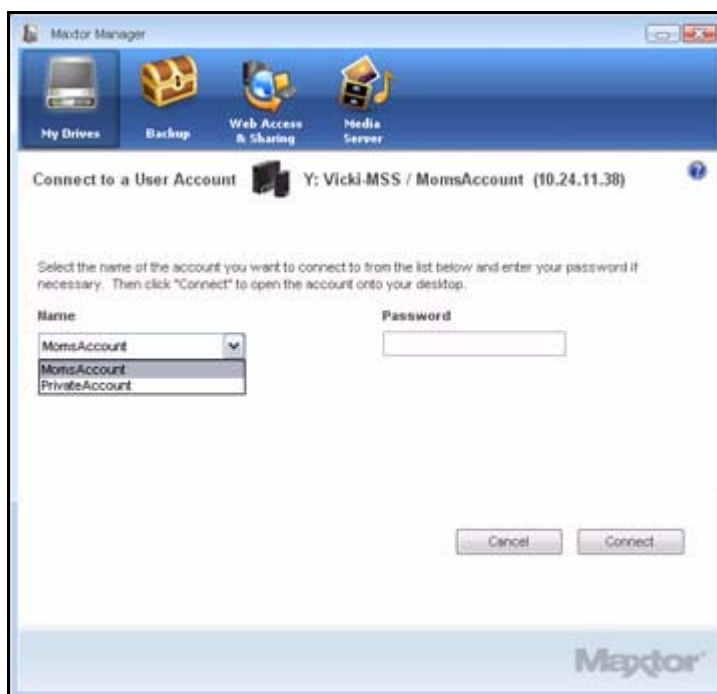 Maxtor Manager
My Drives
Backup
Web Access
& Sharing
Media
Server
Connect to a User Account
Y: Vicki-MSS / MomsAccount (10.24.11.38)
?
Select the name of the account you want to connect to from the list below and enter your password if
necessary. Then click "Connect" to open the account onto your desktop.
Name
Password
MomsAccount
MomsAccount
PrivateAccount
Cancel
Connect
Maxtor